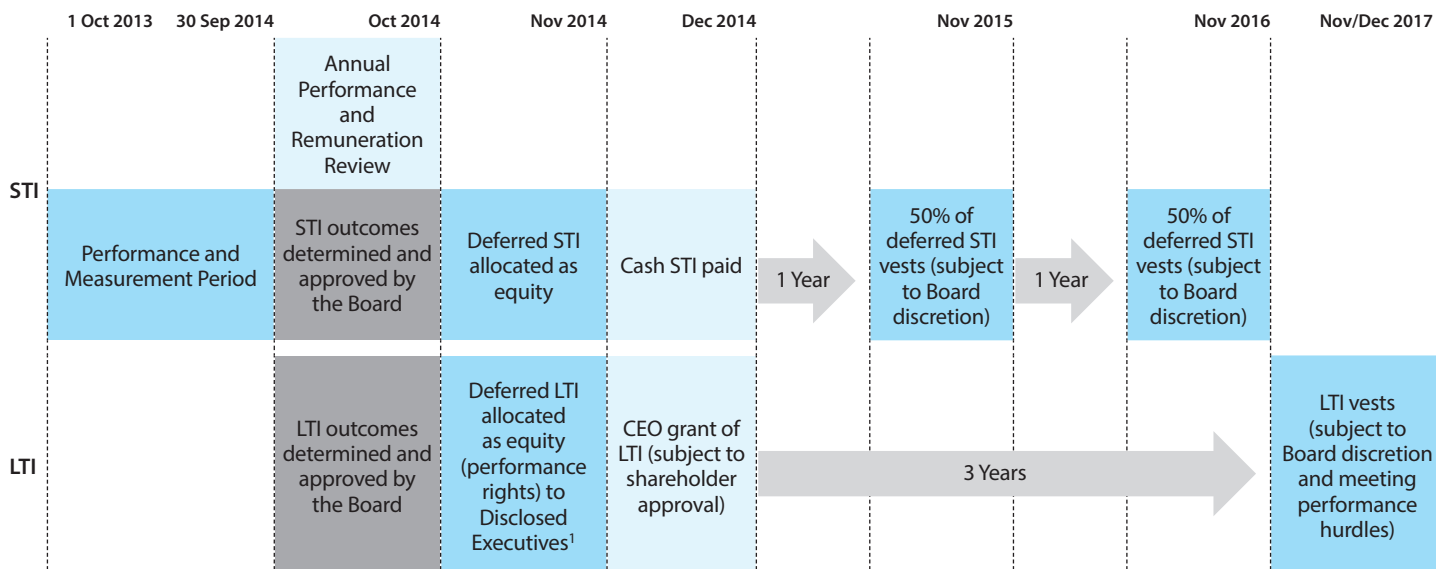 1 Oct 2013 30 Sep 2014 Oct 2014 Nov 2014 Dec 2014 Nov 2015 Nov 2016 Nov/Dec 2017
Annual
Performance
and
Remuneration
Review
STI
Performance and
Measurement Period
STI outcomes
determined and
approved by
the Board
Deferred STI
allocated as
equity
Cash STI paid
1 Year
50% of
deferred STI
vests (subject
to Board
discretion)
1 Year
50% of
deferred STI
vests (subject
to Board
discretion)
LTI
LTI outcomes
determined and
approved by
the Board
Deferred LTI
allocated
as equity
(performance
rights) to
Disclosed
Executives¹
CEO grant of
LTI (subject to
shareholder
approval)
3 Years
LTI vests
(subject to
Board discretion
and meeting
performance
hurdles)